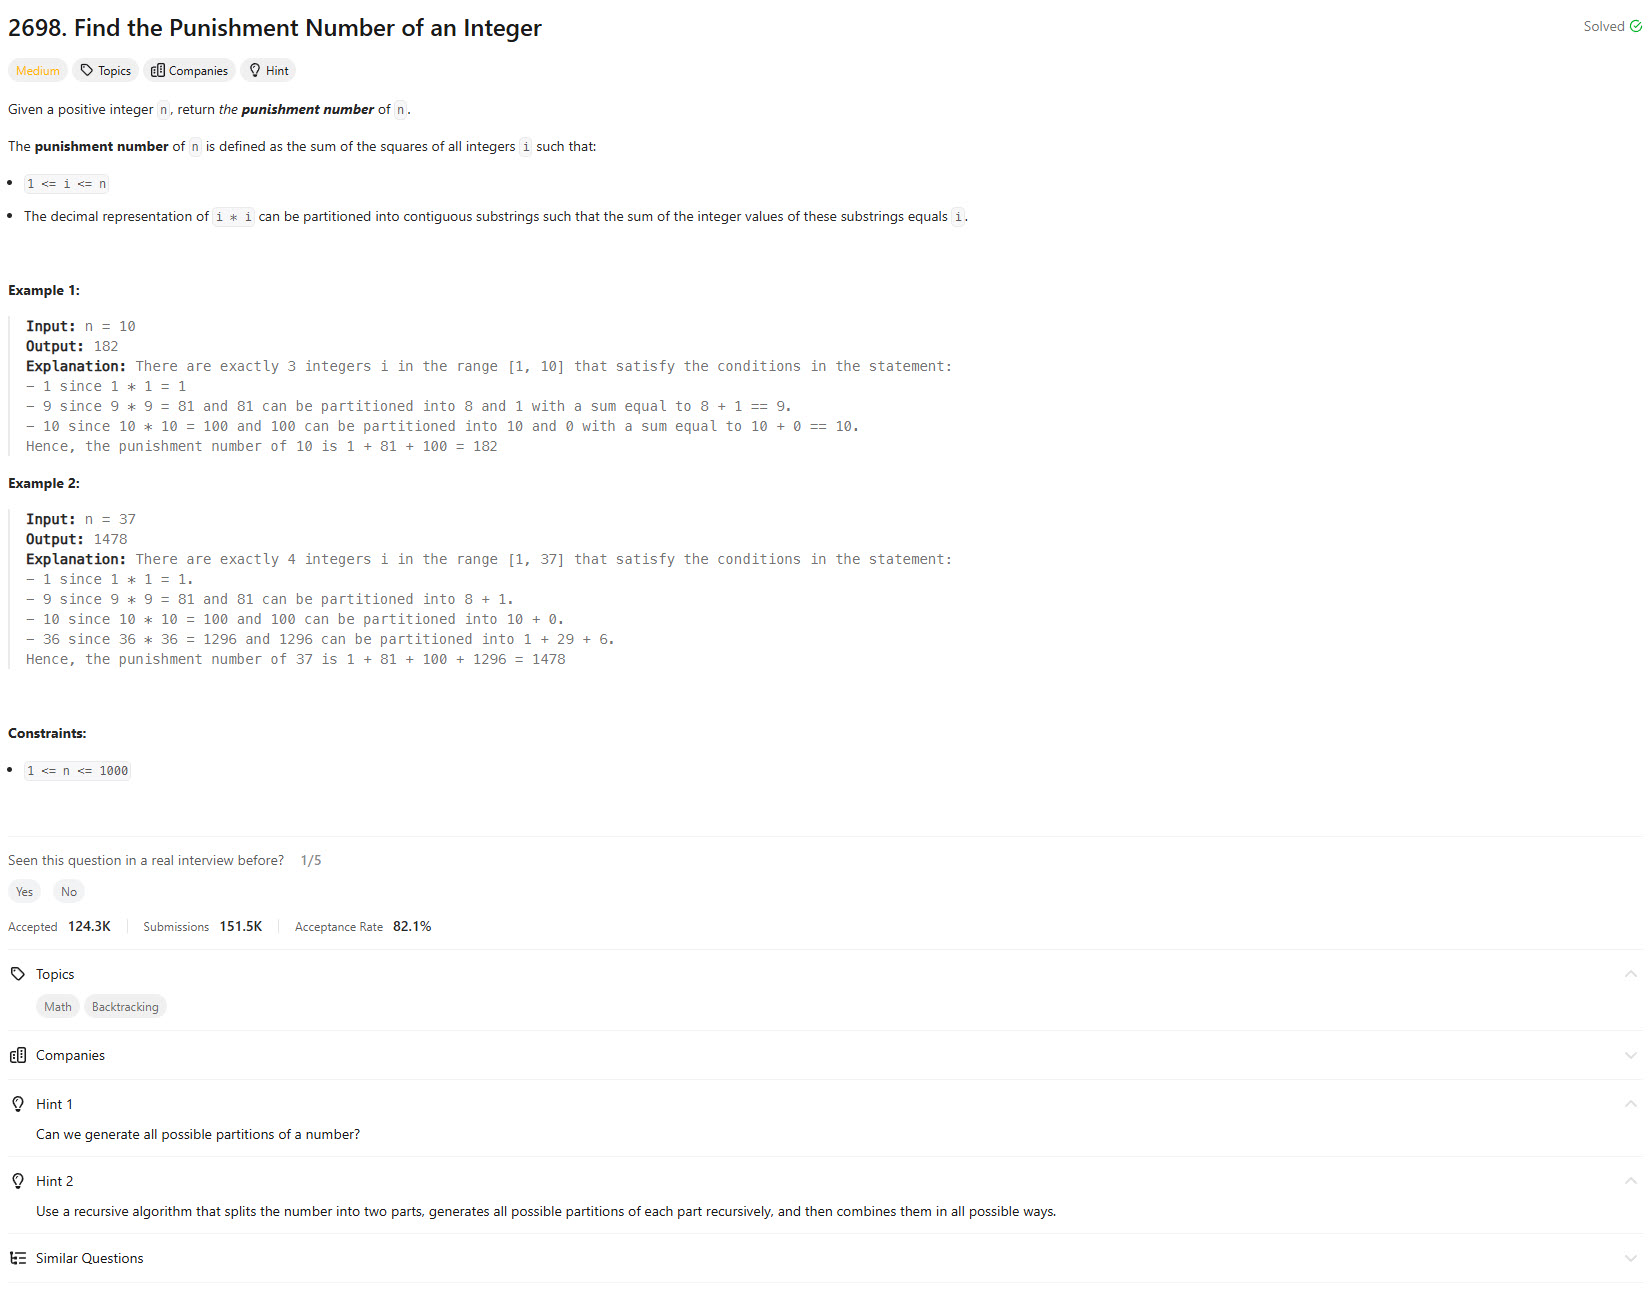 2698. Find the Punishment Number of an Integer
Solved
Medium
Topics
Companies
Hint
Given a positive integer n, return the punishment number of n.
The punishment number of n is defined as the sum of the squares of all integers i such that:
• 1 <= i <= n
• The decimal representation of i * i can be partitioned into contiguous substrings such that the sum of the integer values of these substrings equals i.
Example 1:
Input: n = 10
Output: 182
Explanation: There are exactly 3 integers i in the range [1, 10] that satisfy the conditions in the statement:
- 1 since 1 * 1 = 1
- 9 since 9 * 9 = 81 and 81 can be partitioned into 8 and 1 with a sum equal to 8 + 1 == 9.
- 10 since 10 * 10 = 100 and 100 can be partitioned into 10 and 0 with a sum equal to 10 + 0 == 10.
Hence, the punishment number of 10 is 1 + 81 + 100 = 182
Example 2:
Input: n = 37
Output: 1478
Explanation: There are exactly 4 integers i in the range [1, 37] that satisfy the conditions in the statement:
- 1 since 1 * 1 = 1.
- 9 since 9 * 9 = 81 and 81 can be partitioned into 8 + 1.
- 10 since 10 * 10 = 100 and 100 can be partitioned into 10 + 0.
- 36 since 36 * 36 = 1296 and 1296 can be partitioned into 1 + 29 + 6.
Hence, the punishment number of 37 is 1 + 81 + 100 + 1296 = 1478
Constraints:
• 1 <= n <= 1000
Seen this question in a real interview before? 1/5
Yes No
Accepted 124.3K Submissions 151.5K Acceptance Rate 82.1%
Topics
Math Backtracking
Companies
Hint 1
Can we generate all possible partitions of a number?
Hint 2
Use a recursive algorithm that splits the number into two parts, generates all possible partitions of each part recursively, and then combines them in all possible ways.
Similar Questions